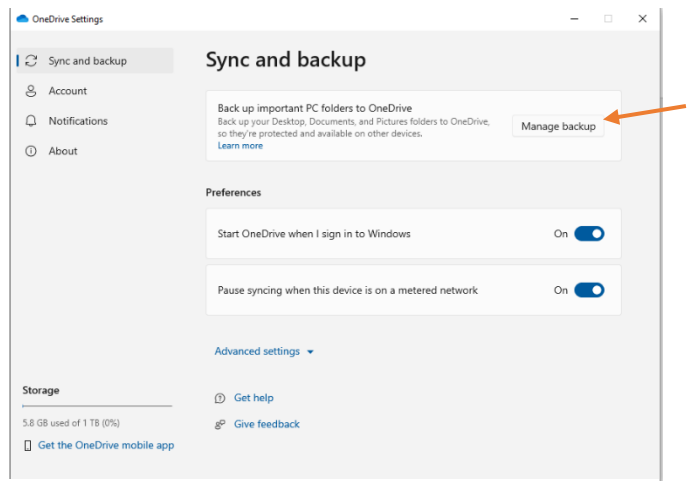 OneDrive Settings
Sync and backup
Account
Notifications
About
Sync and backup
Back up important PC folders to OneDrive
Back up your Desktop, Documents, and Pictures folders to OneDrive,
so they're protected and available on other devices.
Learn more
Manage backup
Preferences
Start OneDrive when I sign in to Windows
On
Pause syncing when this device is on a metered network
On
Advanced settings
Get help
Give feedback
Storage
5.8 GB used of 1 TB (0%)
Get the OneDrive mobile app